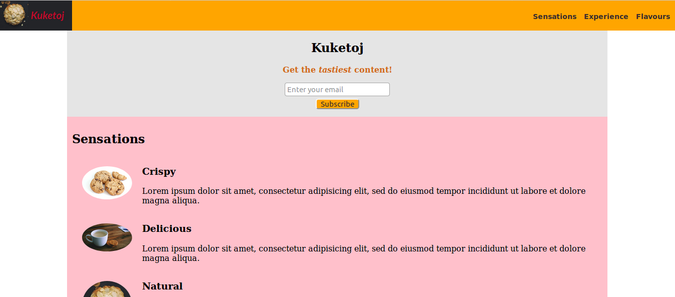 Kuketoj
Sensations Experience Flavours
Kuketoj
Get the tastiest content!
Enter your email
Subscribe
Sensations
Crispy
Lorem ipsum dolor sit amet, consectetur adipisicing elit, sed do eiusmod tempor incididunt ut labore et dolore
magna aliqua.
Delicious
Lorem ipsum dolor sit amet, consectetur adipisicing elit, sed do eiusmod tempor incididunt ut labore et dolore
magna aliqua.
Natural